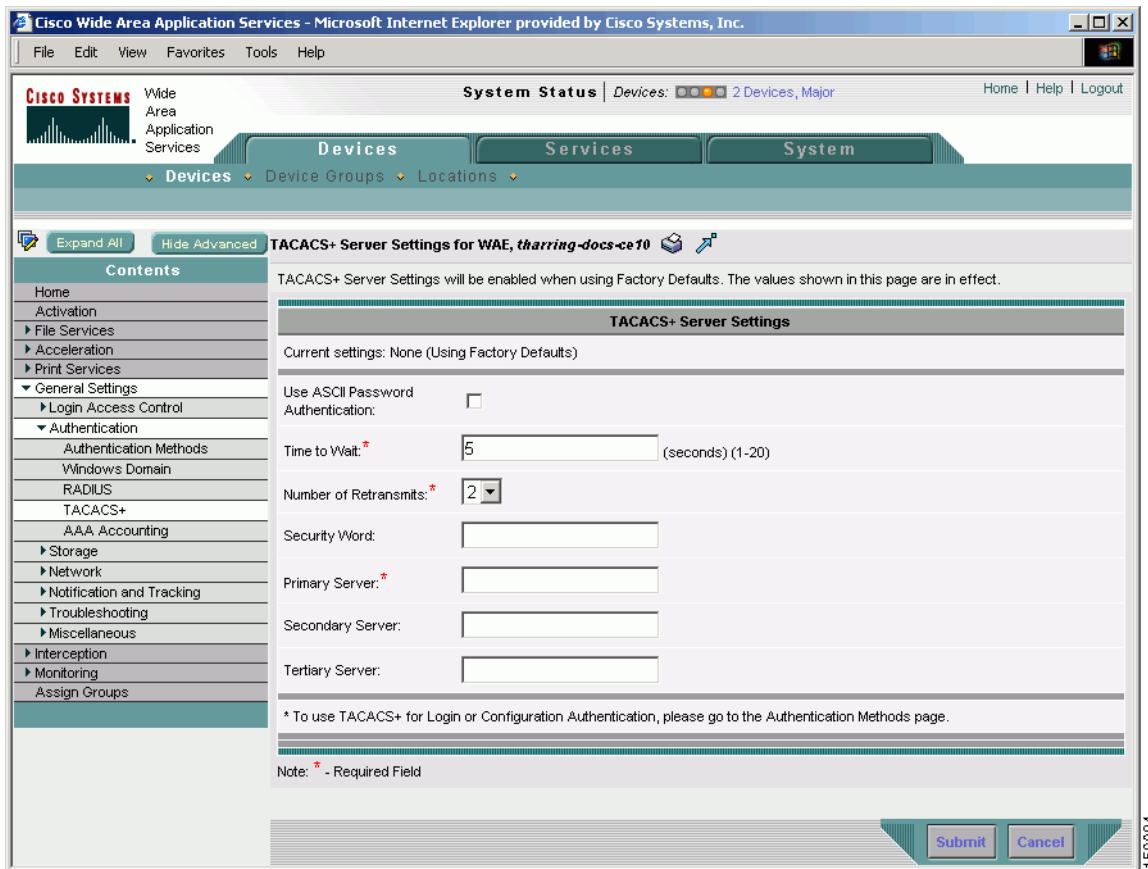 Cisco Wide Area Application Services - Microsoft Internet Explorer provided by Cisco Systems, Inc.
File Edit View Favorites Tools Help
CISCO SYSTEMS
Wide
Area
Application
Services
System Status | Devices: 2 Devices, Major
Home | Help | Logout
Devices Services System
Devices Device Groups Locations
Expand All Hide Advanced
TACACS+ Server Settings for WAE, tharring-docs-ce10
Contents
Home
Activation
File Services
Acceleration
Print Services
General Settings
Login Access Control
Authentication
Authentication Methods
Windows Domain
RADIUS
TACACS+
AAA Accounting
Storage
Network
Notification and Tracking
Troubleshooting
Miscellaneous
Interception
Monitoring
Assign Groups
TACACS+ Server Settings will be enabled when using Factory Defaults. The values shown in this page are in effect.
TACACS+ Server Settings
Current settings: None (Using Factory Defaults)
Use ASCII Password
Authentication:
Time to Wait:* 5 (seconds) (1-20)
Number of Retransmits:* 2
Security Word:
Primary Server:*
Secondary Server:
Tertiary Server:
* To use TACACS+ for Login or Configuration Authentication, please go to the Authentication Methods page.
Note: * - Required Field
Submit Cancel